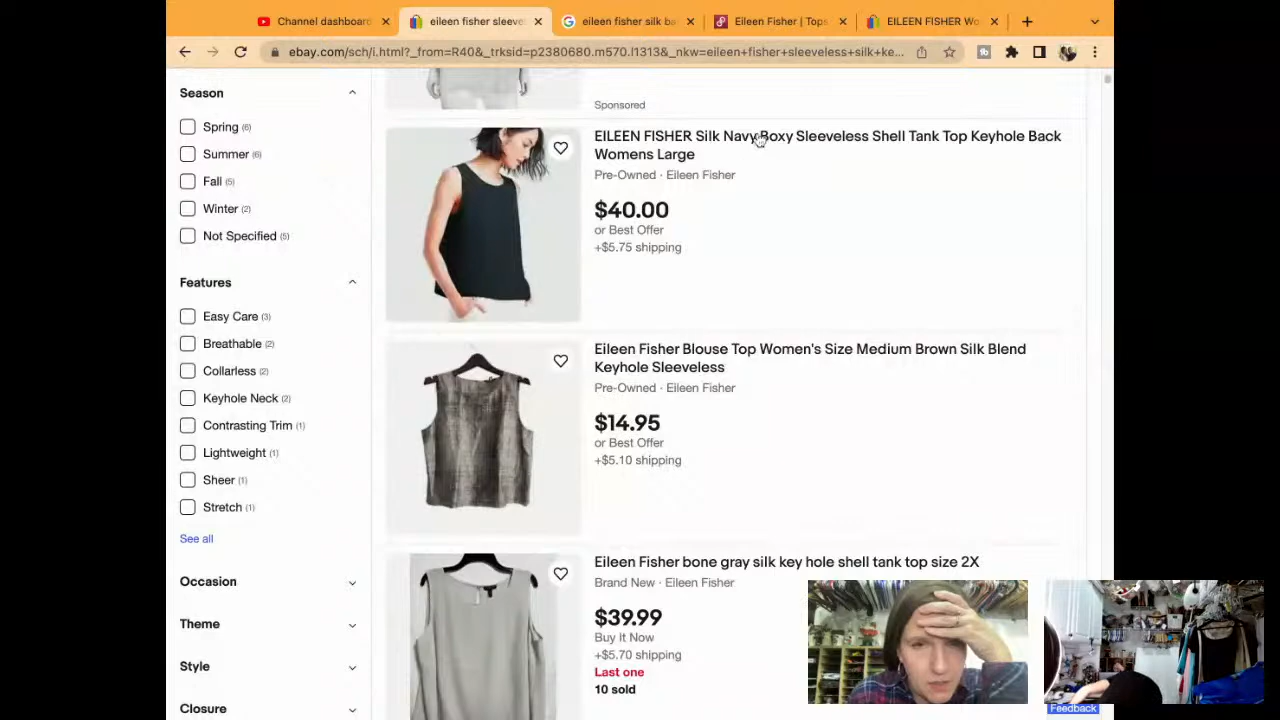 Channel dashboard
eileen fisher sleeve
eileen fisher silk ba
Eileen Fisher | Tops
EILEEN FISHER Wo
ebay.com/sch/i.html?_from=R40&_trksid=p2380680.m570.l1313&_nkw=eileen+fisher+sleeveless+silk+ke...
Season
Spring (6)
Summer (6)
Fall (5)
Winter (2)
Not Specified (5)
Features
Easy Care (3)
Breathable (2)
Collarless (2)
Keyhole Neck (2)
Contrasting Trim (1)
Lightweight (1)
Sheer (1)
Stretch (1)
See all
Occasion
Theme
Style
Closure
Sponsored
EILEEN FISHER Silk Navy Boxy Sleeveless Shell Tank Top Keyhole Back
Womens Large
Pre-Owned · Eileen Fisher
$40.00
or Best Offer
+$5.75 shipping
Eileen Fisher Blouse Top Women's Size Medium Brown Silk Blend
Keyhole Sleeveless
Pre-Owned · Eileen Fisher
$14.95
or Best Offer
+$5.10 shipping
Eileen Fisher bone gray silk key hole shell tank top size 2X
Brand New · Eileen Fisher
$39.99
Buy It Now
+$5.70 shipping
Last one
10 sold
Feedback